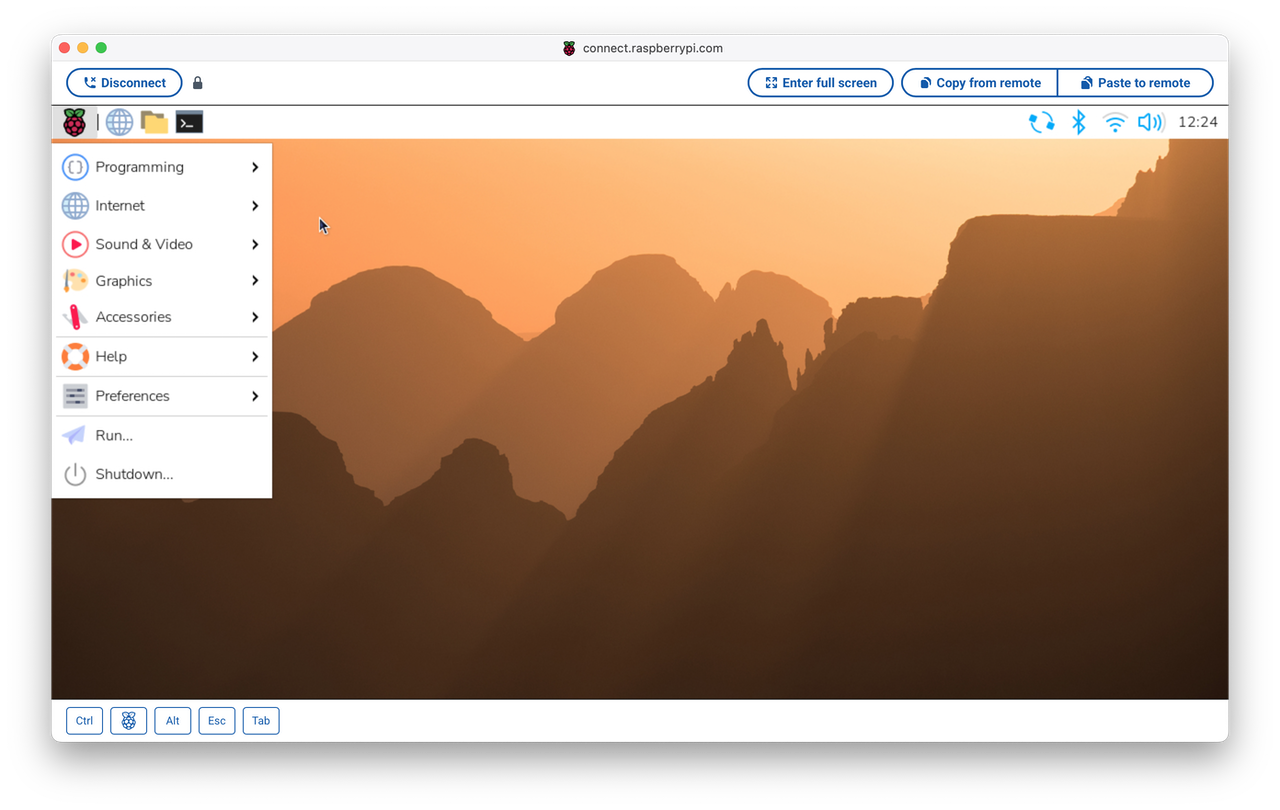 connect.raspberrypi.com
Disconnect
Enter full screen
Copy from remote
Paste to remote
12:24
Programming
Internet
Sound & Video
Graphics
Accessories
Help
Preferences
Run...
Shutdown...
Ctrl
Alt
Esc
Tab